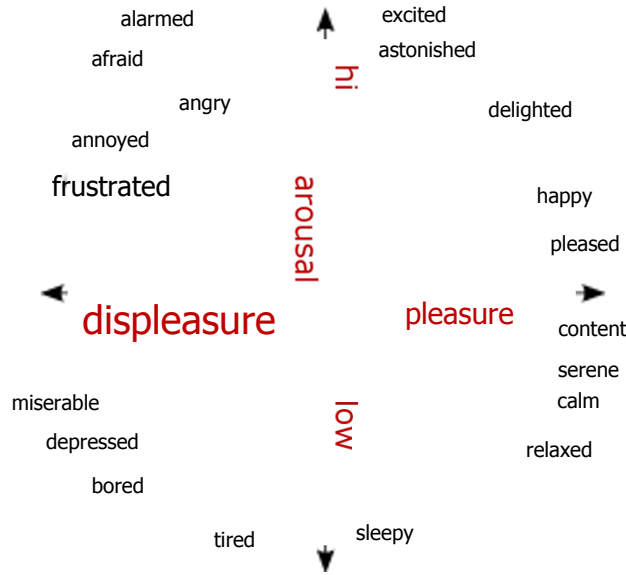 alarmed
excited
astonished
afraid
hi
angry
delighted
annoyed
frustrated
arousal
happy
pleased
displeasure
pleasure
content
serene
miserable
low
calm
depressed
relaxed
bored
tired
sleepy